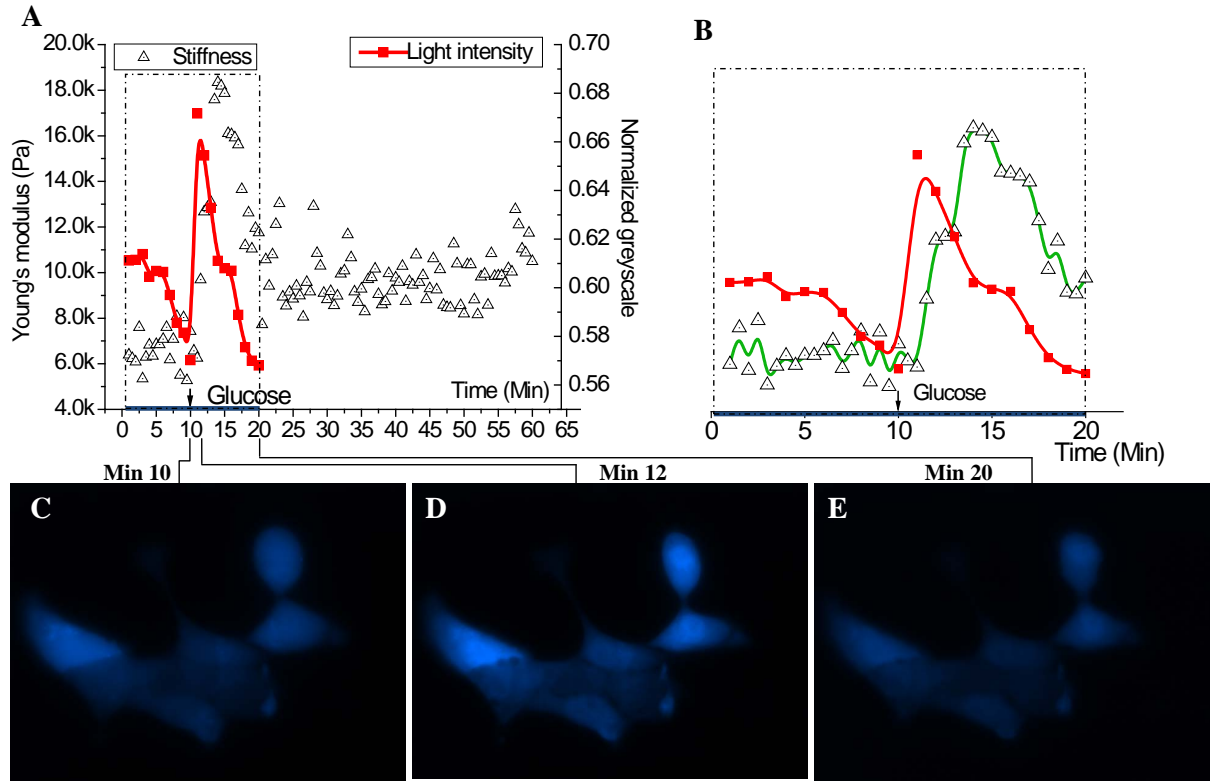 A
B
20.0k
18.0k
16.0k
14.0k
12.0k
10.0k
8.0k
6.0k
4.0k
Young's modulus (Pa)
Stiffness
Light intensity
0.70
0.68
0.66
0.64
0.62
0.60
0.58
0.56
Normalized greyscale
Time (Min)
Glucose
0 5 10 15 20 25 30 35 40 45 50 55 60 65
Glucose
0 5 10 15 20
Time (Min)
Min 10
Min 12
Min 20
C
D
E